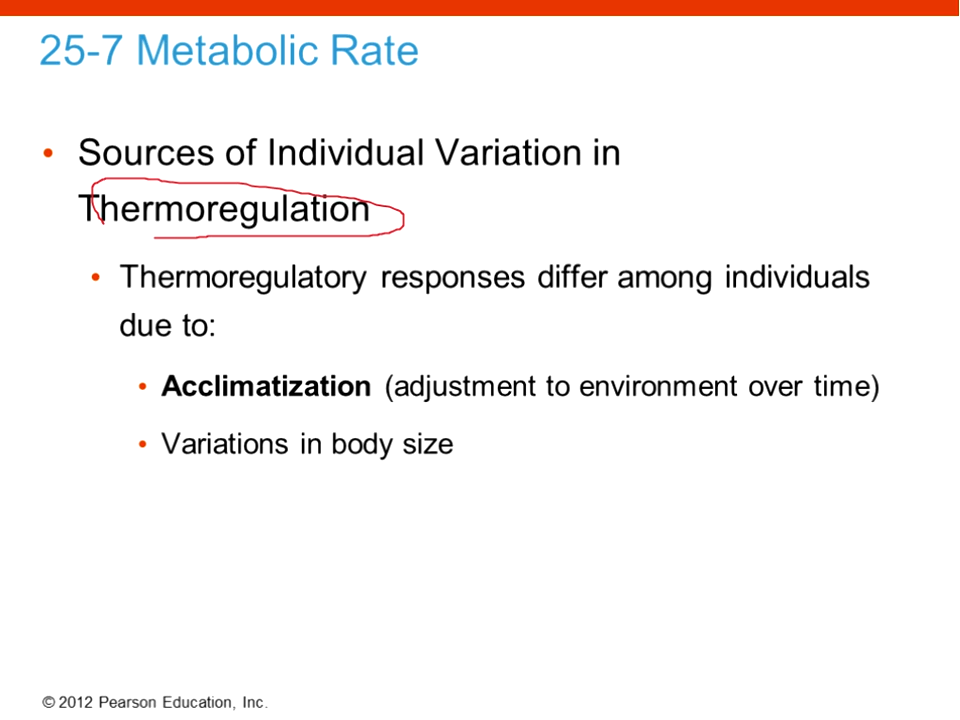 25-7 Metabolic Rate
• Sources of Individual Variation in
Thermoregulation
• Thermoregulatory responses differ among individuals
due to:
• Acclimatization (adjustment to environment over time)
• Variations in body size
© 2012 Pearson Education, Inc.